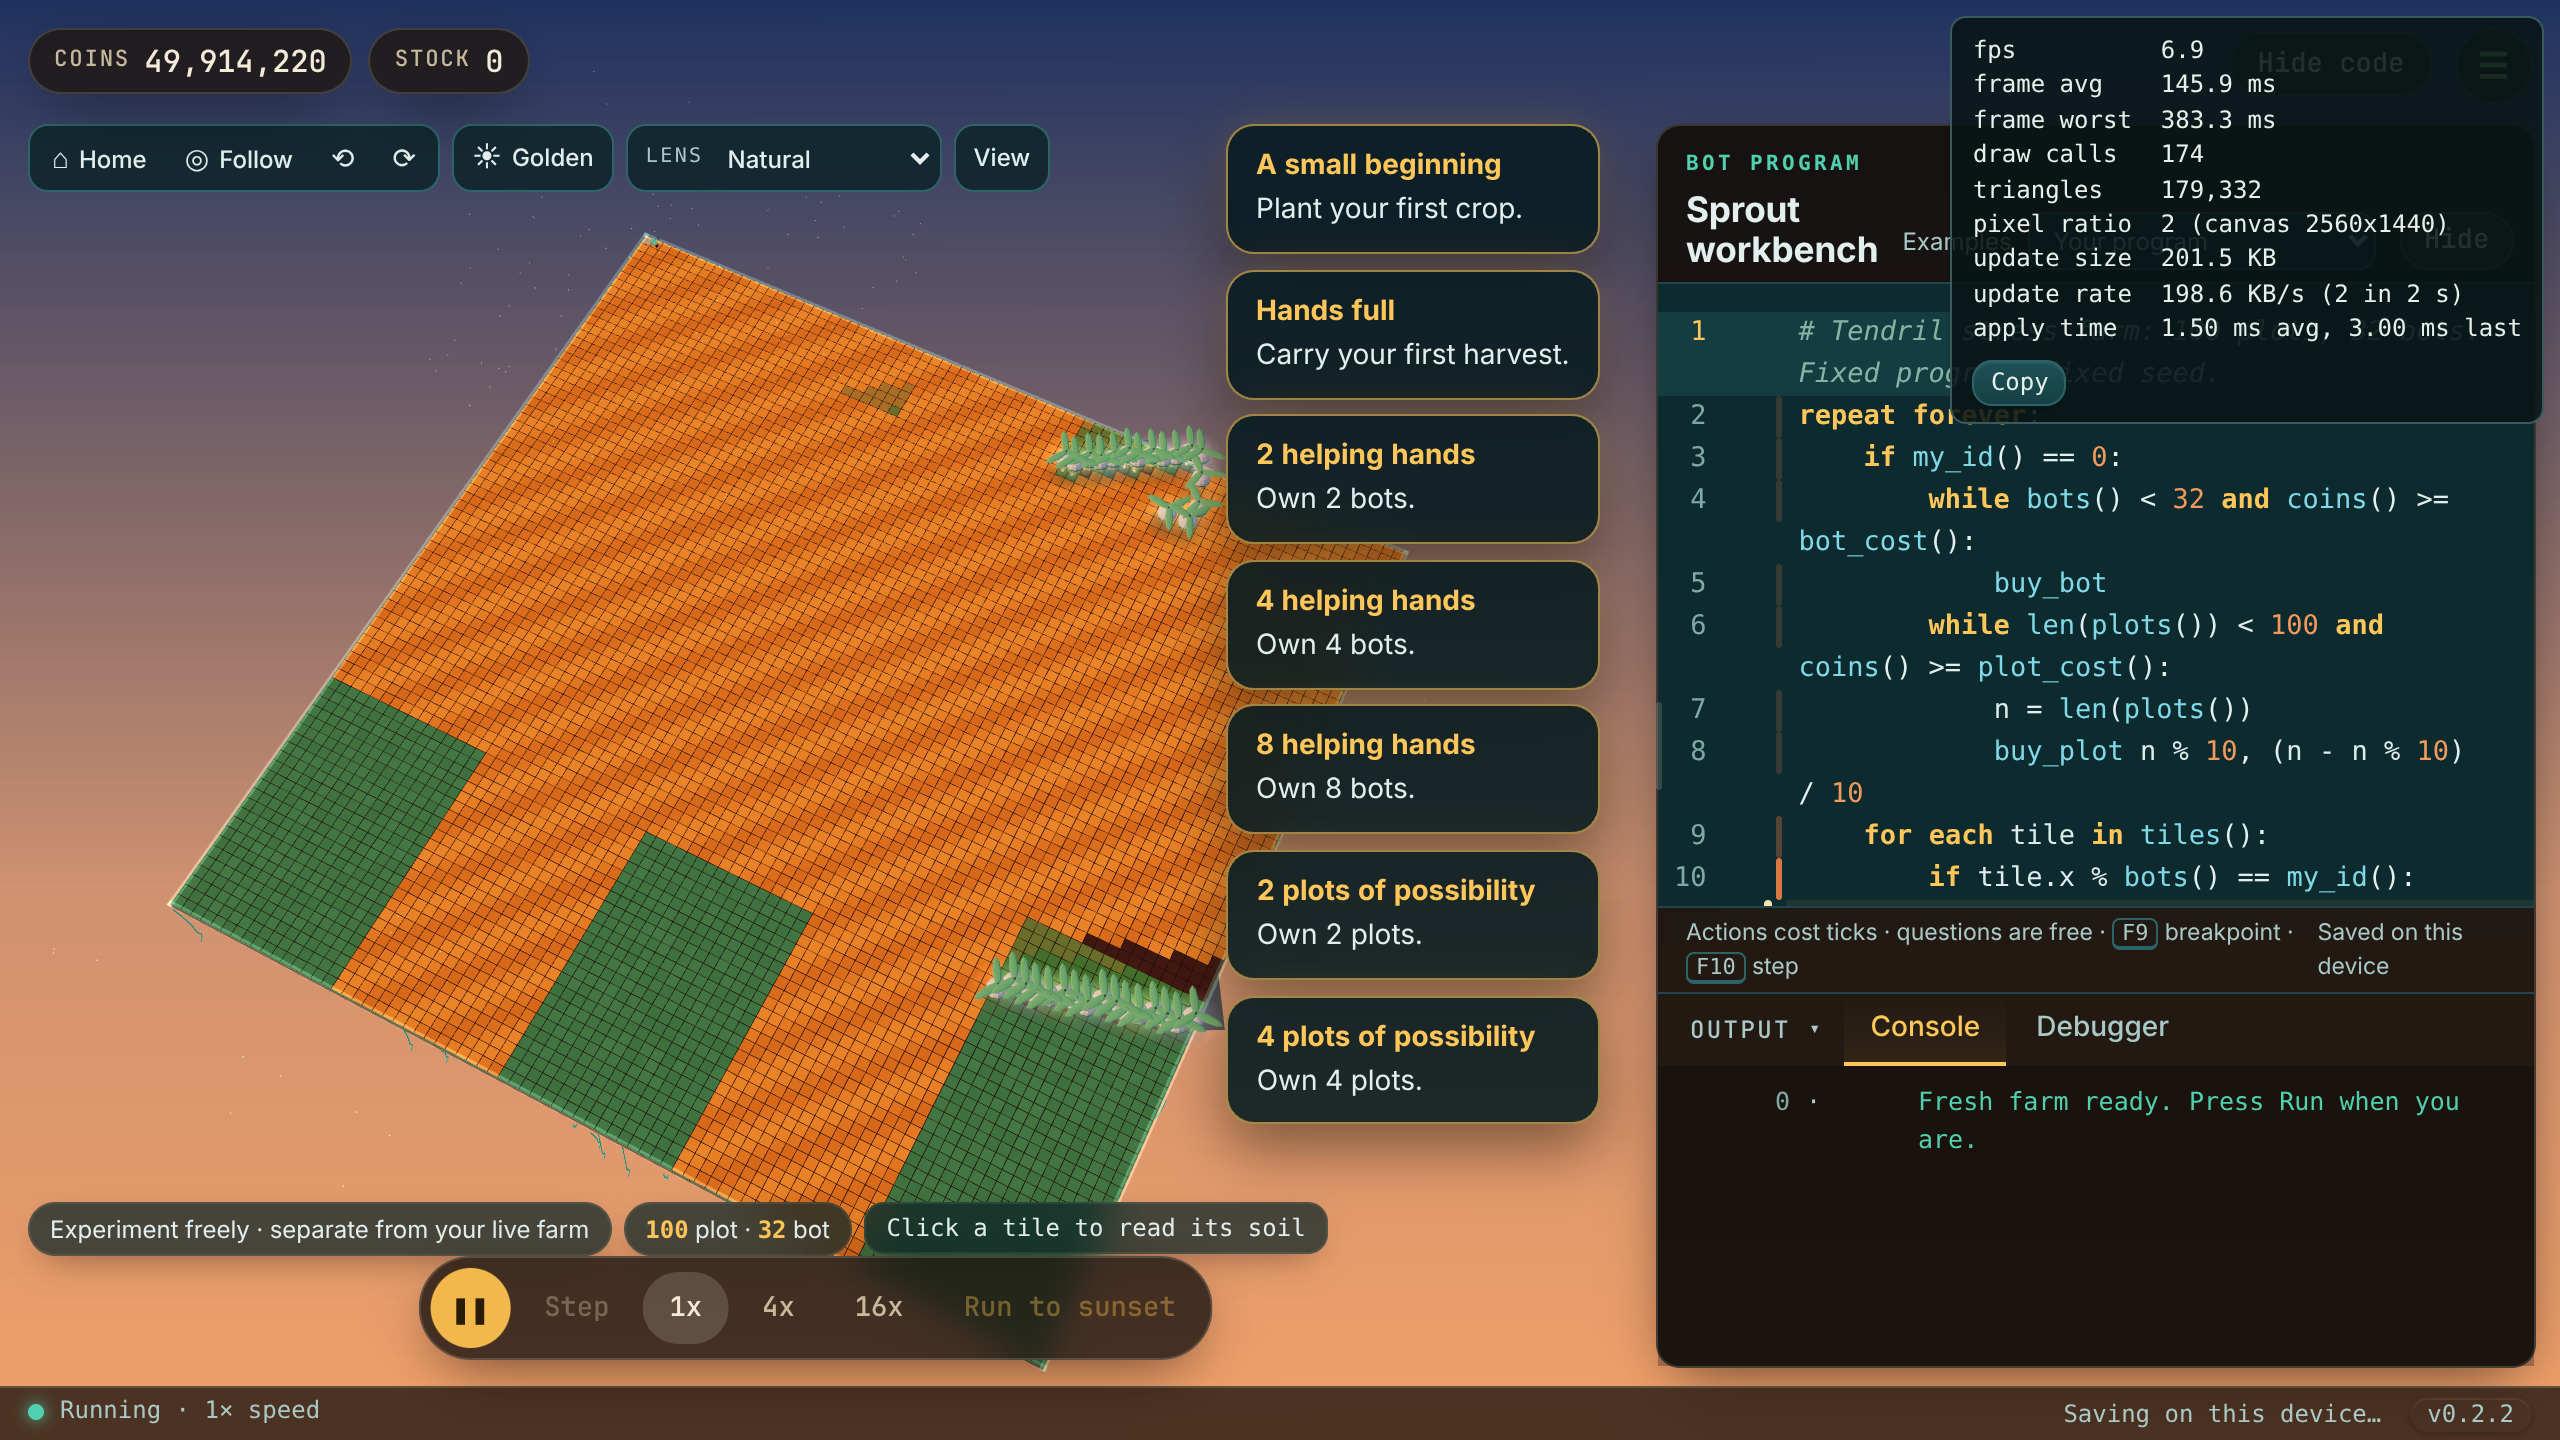 COINS 49,914,220
STOCK 0
Home Follow
Golden
LENS Natural
View
A small beginning
Plant your first crop.
Hands full
Carry your first harvest.
2 helping hands
Own 2 bots.
4 helping hands
Own 4 bots.
8 helping hands
Own 8 bots.
2 plots of possibility
Own 2 plots.
4 plots of possibility
Own 4 plots.
Hide code
fps 6.9
frame avg 145.9 ms
frame worst 383.3 ms
draw calls 174
triangles 179,332
pixel ratio 2 (canvas 2560x1440)
update size 201.5 KB
update rate 198.6 KB/s (2 in 2 s)
apply time 1.50 ms avg, 3.00 ms last
Copy
BOT PROGRAM
Sprout
workbench
Examples Your program Hide
1 # Tendril
Fixed seed.
2 repeat forever:
3 if my_id() == 0:
4 while bots() < 32 and coins() >=
bot_cost():
5 buy_bot
6 while len(plots()) < 100 and
coins() >= plot_cost():
7 n = len(plots())
8 buy_plot n % 10, (n - n % 10)
/ 10
9 for each tile in tiles():
10 if tile.x % bots() == my_id():
Actions cost ticks · questions are free · F9 breakpoint ·
F10 step
Saved on this
device
OUTPUT ▾ Console Debugger
0 · Fresh farm ready. Press Run when you
are.
Experiment freely · separate from your live farm
100 plot · 32 bot
Click a tile to read its soil
Step 1x 4x 16x Run to sunset
Running · 1× speed
Saving on this device…
v0.2.2